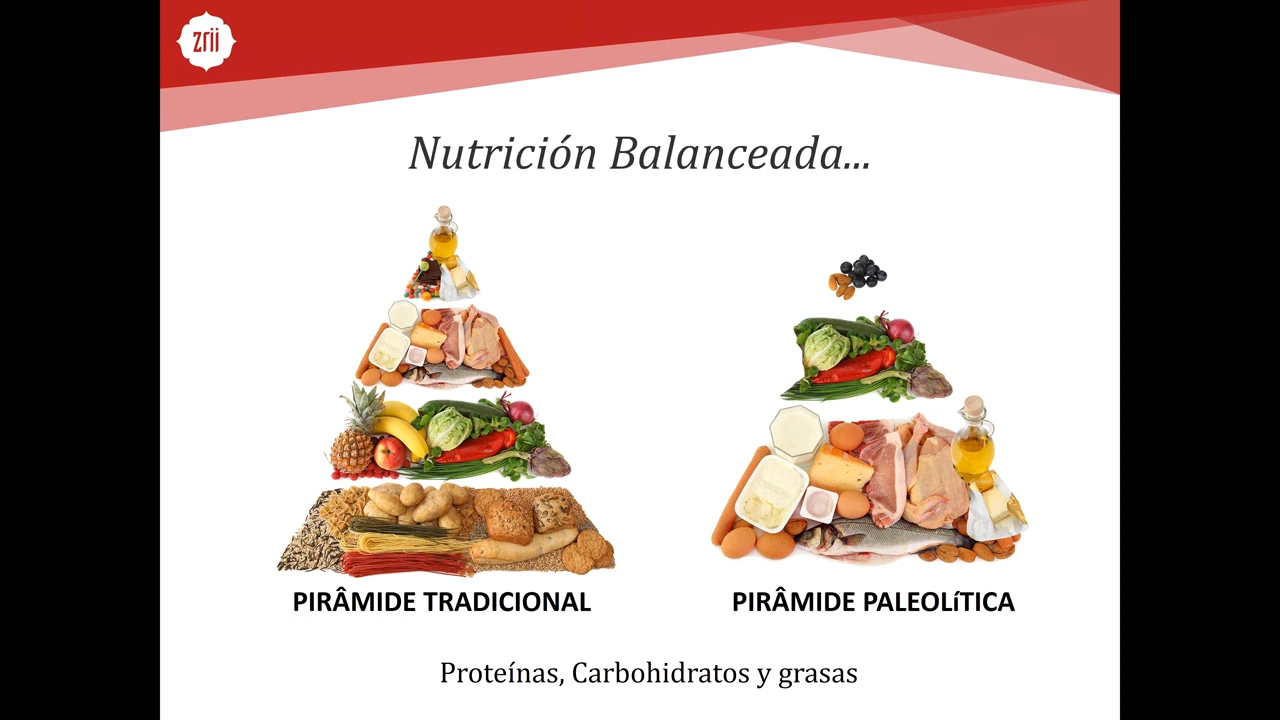 zrii
Nutrición Balanceada...
PIRÂMIDE TRADICIONAL
PIRÂMIDE PALEOLíTICA
Proteínas, Carbohidratos y grasas